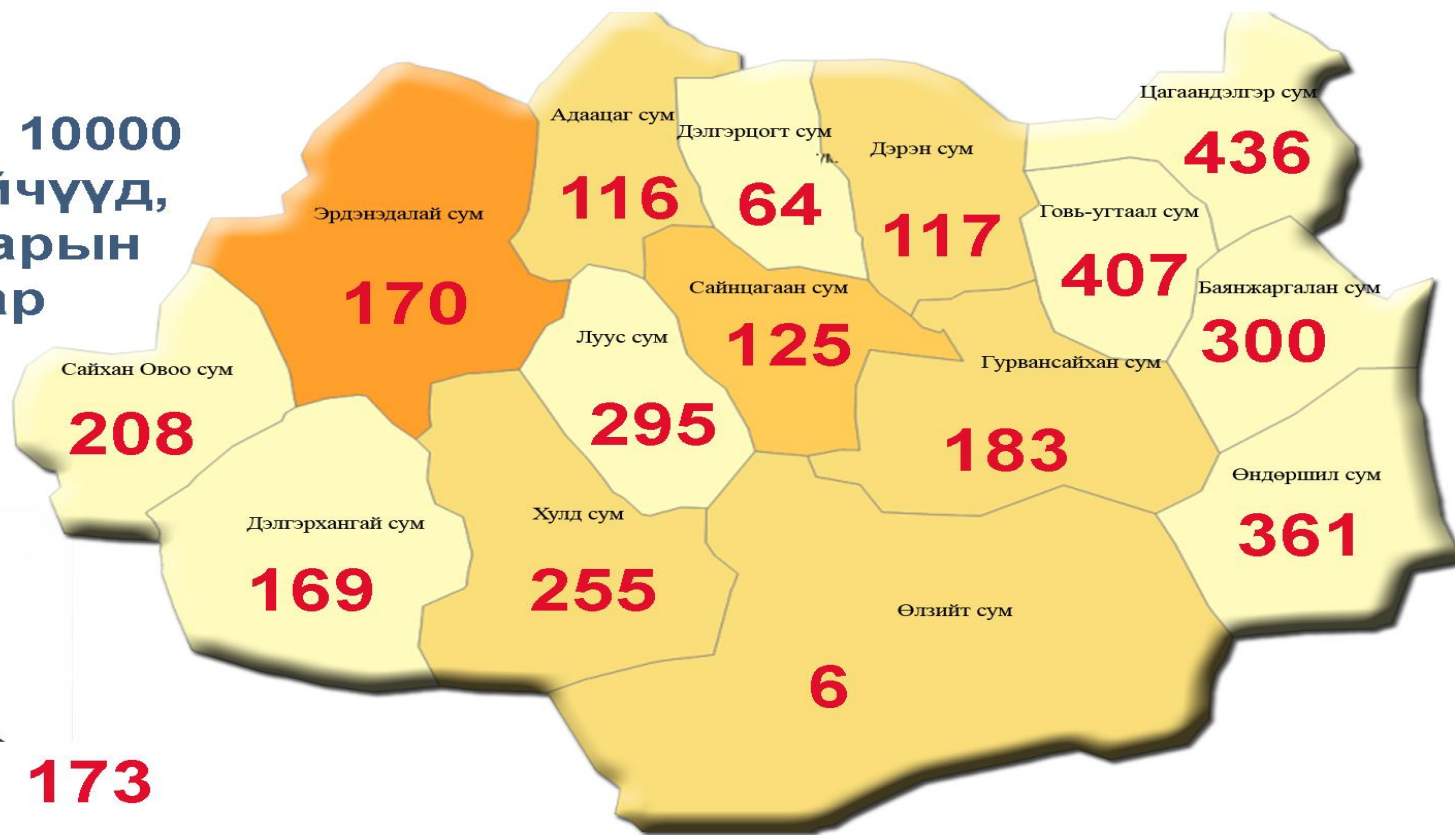 10000
йчүүд,
арын
ар
Цагаандэлгэр сум
436
Адаацаг сум
116
Дэлгэрцогт сум
64
Дэрэн сум
117
Эрдэнэдалай сум
170
Говь-угтаал сум
407
Сайнцагаан сум
125
Баянжаргалан сум
300
Луус сум
295
Гурвансайхан сум
183
Сайхан Овоо сум
208
Өндөршил сум
361
Дэлгэрхангай сум
169
Хулд сум
255
Өлзийт сум
6
173